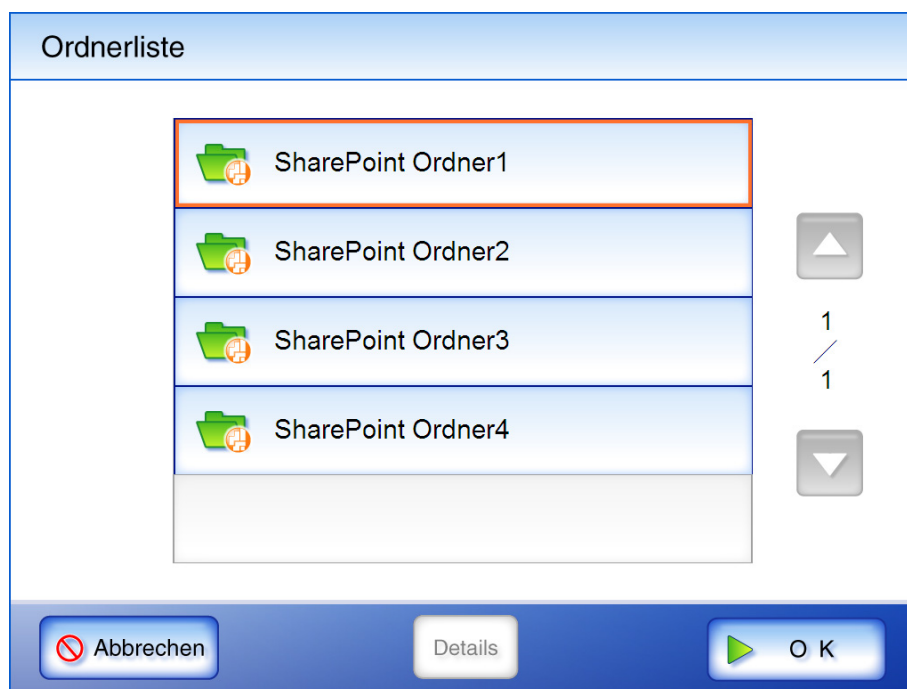 Ordnerliste
SharePoint Ordner1
SharePoint Ordner2
SharePoint Ordner3
SharePoint Ordner4
1
1
Abbrechen
Details
O K